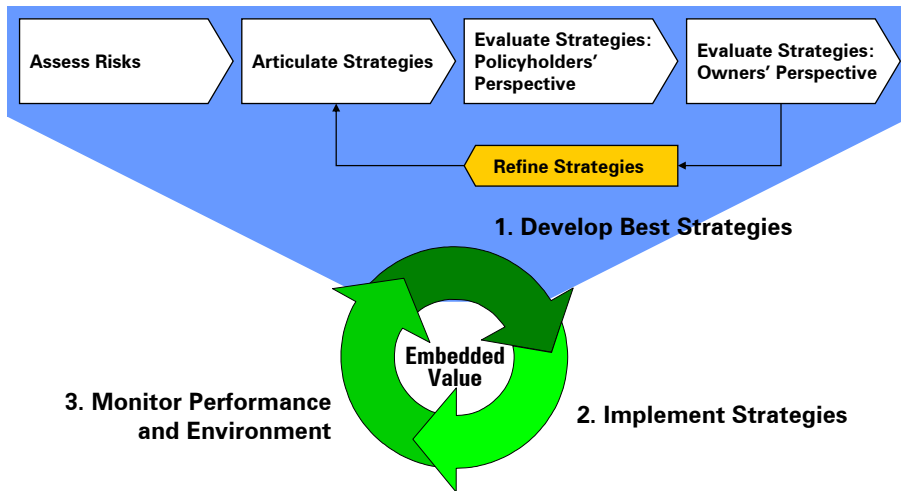 Assess Risks
Articulate Strategies
Evaluate Strategies:
Policyholders’
Perspective
Evaluate Strategies:
Owners’ Perspective
Refine Strategies
1. Develop Best Strategies
Embedded
Value
2. Implement Strategies
3. Monitor Performance
and Environment